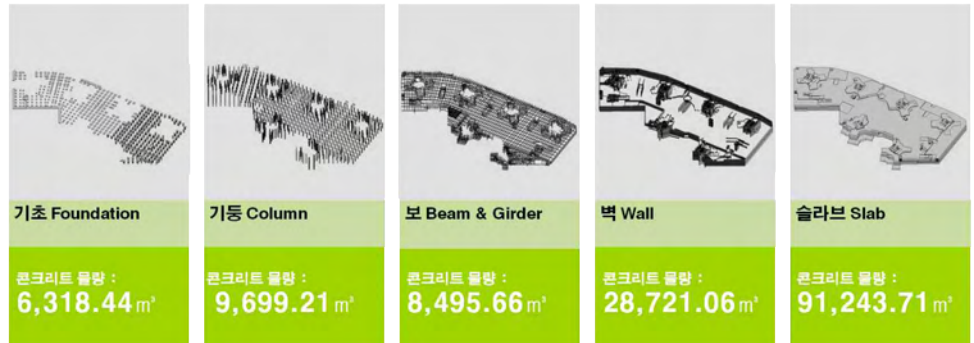 기초 Foundation
콘크리트 물량 :
6,318.44m³
기둥 Column
콘크리트 물량 :
9,699.21m³
보 Beam & Girder
콘크리트 물량 :
8,495.66m³
벽 Wall
콘크리트 물량 :
28,721.06m³
슬라브 Slab
콘크리트 물량 :
91,243.71m³